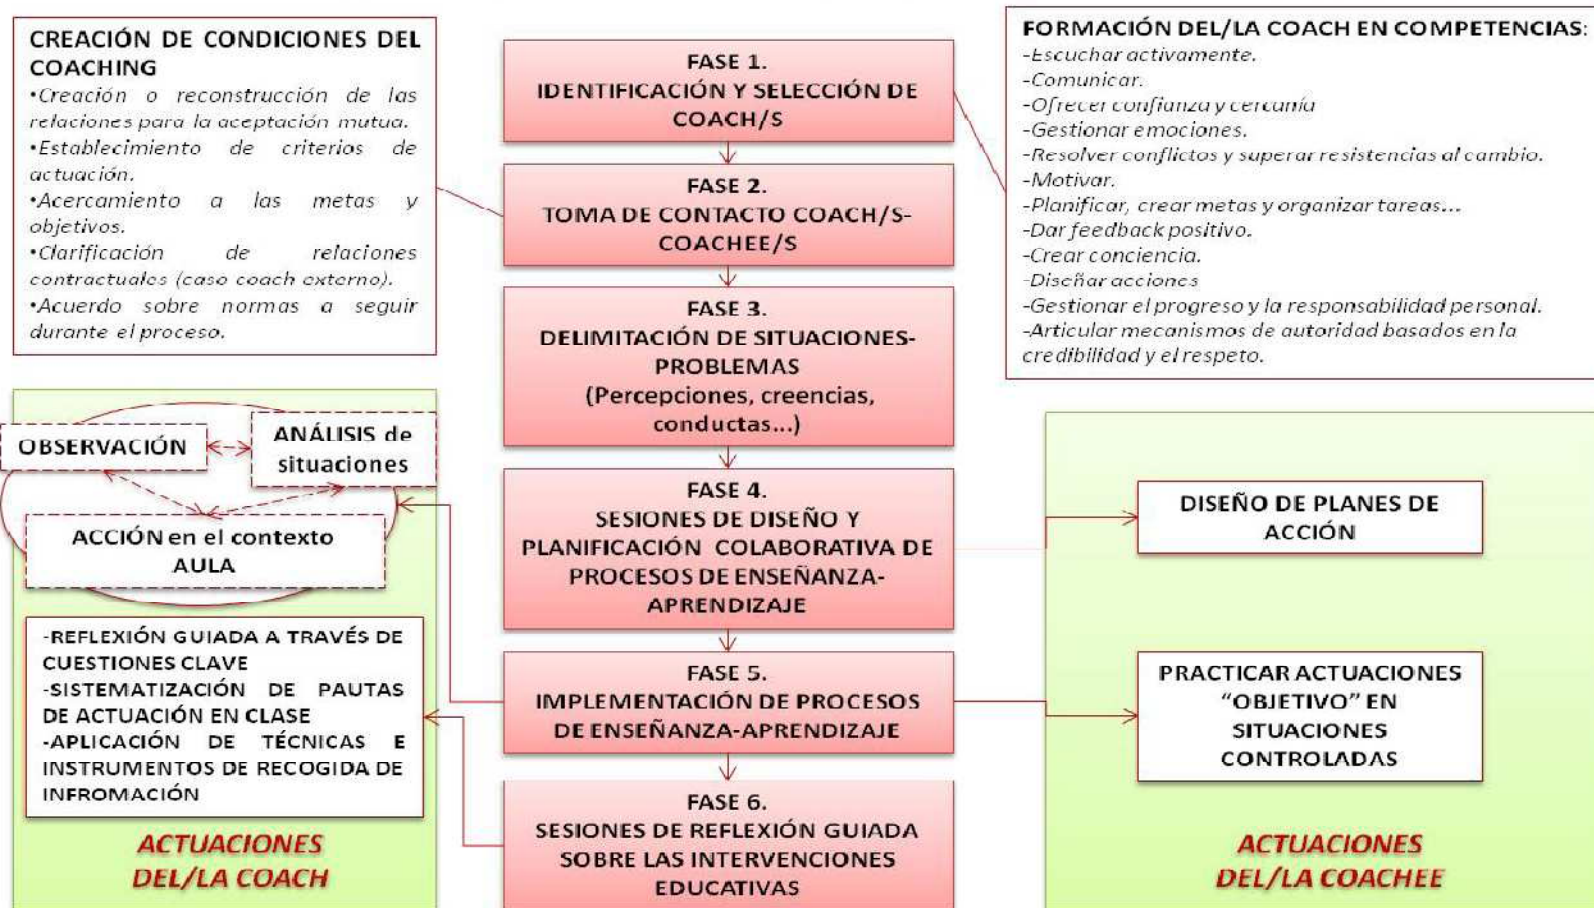 CREACIÓN DE CONDICIONES DEL
COACHING
•Creación o reconstrucción de las
relaciones para la aceptación mutua.
•Establecimiento de criterios de
actuación.
•Acercamiento a las metas y
objetivos.
•Clarificación de relaciones
contractuales (caso coach externo).
•Acuerdo sobre normas a seguir
durante el proceso.
FASE 1.
IDENTIFICACIÓN Y SELECCIÓN DE
COACH/S
FASE 2.
TOMA DE CONTACTO COACH/S-
COACHEE/S
FASE 3.
DELIMITACIÓN DE SITUACIONES-
PROBLEMAS
(Percepciones, creencias,
conductas...)
FASE 4.
SESIONES DE DISEÑO Y
PLANIFICACIÓN COLABORATIVA DE
PROCESOS DE ENSEÑANZA-
APRENDIZAJE
FASE 5.
IMPLEMENTACIÓN DE PROCESOS
DE ENSEÑANZA-APRENDIZAJE
FASE 6.
SESIONES DE REFLEXIÓN GUIADA
SOBRE LAS INTERVENCIONES
EDUCATIVAS
FORMACIÓN DEL/LA COACH EN COMPETENCIAS:
-Escuchar activamente.
-Comunicar.
-Ofrecer confianza y cercanía
-Gestionar emociones.
-Resolver conflictos y superar resistencias al cambio.
-Motivar.
-Planificar, crear metas y organizar tareas...
-Dar feedback positivo.
-Crear conciencia.
-Diseñar acciones
-Gestionar el progreso y la responsabilidad personal.
-Articular mecanismos de autoridad basados en la
credibilidad y el respeto.
OBSERVACIÓN
ANÁLISIS de
situaciones
ACCIÓN en el contexto
AULA
-REFLEXIÓN GUIADA A TRAVÉS DE
CUESTIONES CLAVE
-SISTEMATIZACIÓN DE PAUTAS
DE ACTUACIÓN EN CLASE
-APLICACIÓN DE TÉCNICAS E
INSTRUMENTOS DE RECOGIDA DE
INFROMACIÓN
ACTUACIONES
DEL/LA COACH
DISEÑO DE PLANES DE
ACCIÓN
PRACTICAR ACTUACIONES
“OBJETIVO” EN
SITUACIONES
CONTROLADAS
ACTUACIONES
DEL/LA COACHEE